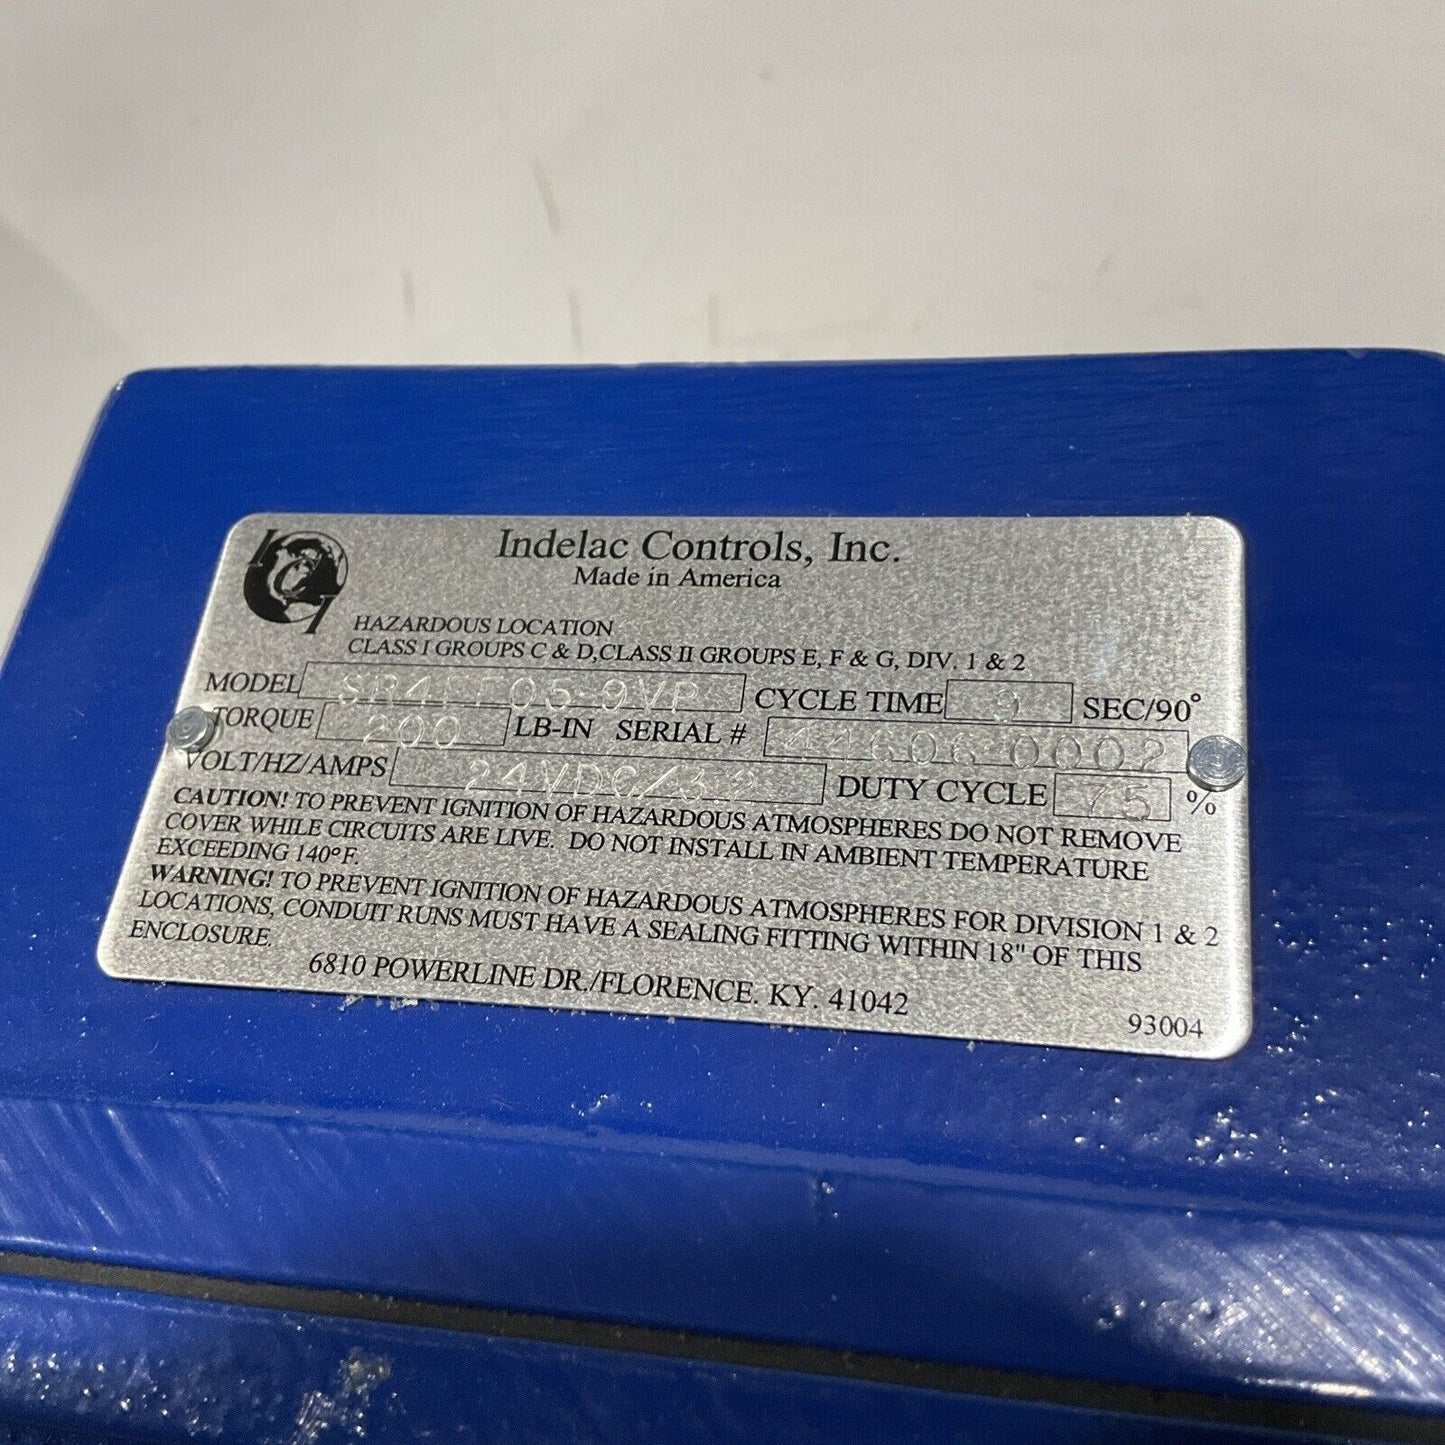 Indelac Controls, Inc.
Made in America
HAZARDOUS LOCATION
CLASS I GROUPS C & D,CLASS II GROUPS E, F & G, DIV. 1 & 2
MODEL CYCLE TIME 9 SEC/90°
TORQUE 200 LB-IN SERIAL # 44606-0002
VOLT/HZ/AMPS DUTY CYCLE 75 %
CAUTION! TO PREVENT IGNITION OF HAZARDOUS ATMOSPHERES DO NOT REMOVE
COVER WHILE CIRCUITS ARE LIVE. DO NOT INSTALL IN AMBIENT TEMPERATURE
EXCEEDING 140°F.
WARNING! TO PREVENT IGNITION OF HAZARDOUS ATMOSPHERES FOR DIVISION 1 & 2
LOCATIONS, CONDUIT RUNS MUST HAVE A SEALING FITTING WITHIN 18" OF THIS
ENCLOSURE.
6810 POWERLINE DR./FLORENCE. KY. 41042
93004